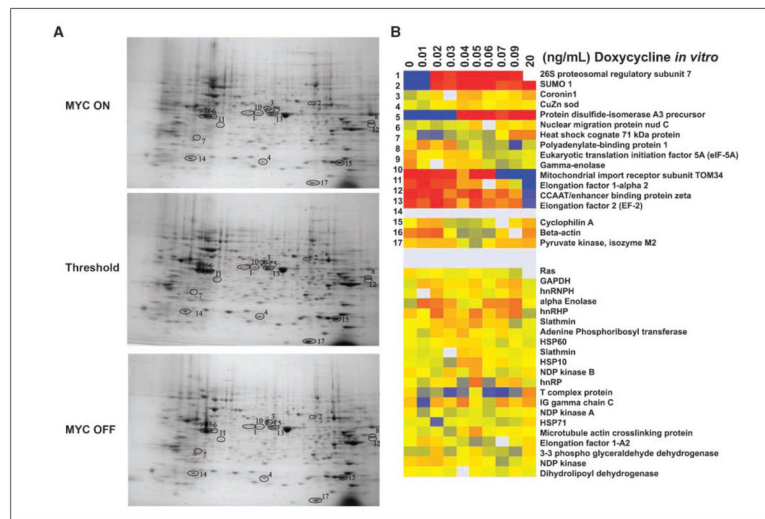 A
B
MYC ON
Threshold
MYC OFF
0 0.01 0.02 0.03 0.04 0.05 0.06 0.07 0.09 20
(ng/mL) Doxycycline in vitro
1 26S proteosomal regulatory subunit 7
2 SUMO 1
3 Coronin1
4 CuZn sod
5 Protein disulfide-isomerase A3 precursor
6 Nuclear migration protein nud C
7 Heat shock cognate 71 kDa protein
8 Polyadenylate-binding protein 1
9 Eukaryotic translation initiation factor 5A (eIF-5A)
Gamma-enolase
10 Mitochondrial import receptor subunit TOM34
11 Elongation factor 1-alpha 2
12 CCAAT/enhancer binding protein zeta
13 Elongation factor 2 (EF-2)
14
15 Cyclophilin A
16 Beta-actin
17 Pyruvate kinase, isozyme M2
Ras
GAPDH
hnRNPH
alpha Enolase
hnRHP
Slathmin
Adenine Phosphoribosyl transferase
HSP60
Slathmin
HSP10
NDP kinase B
hnRP
T complex protein
IG gamma chain C
NDP kinase A
HSP71
Microtubule actin crosslinking protein
Elongation factor 1-A2
3-3 phospho glyceraldehyde dehydrogenase
NDP kinase
Dihydrolipoyl dehydrogenase